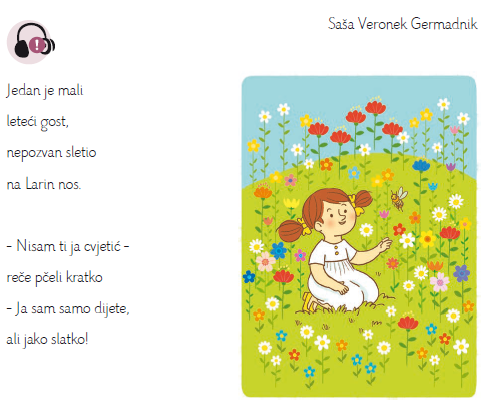 Saša Veronek Germadnik
Jedan je mali
leteći gost,
nepozvan sletio
na Larin nos.
– Nisam ti ja cvjetić –
reče pčeli kratko
– Ja sam samo dijete,
ali jako slatko!